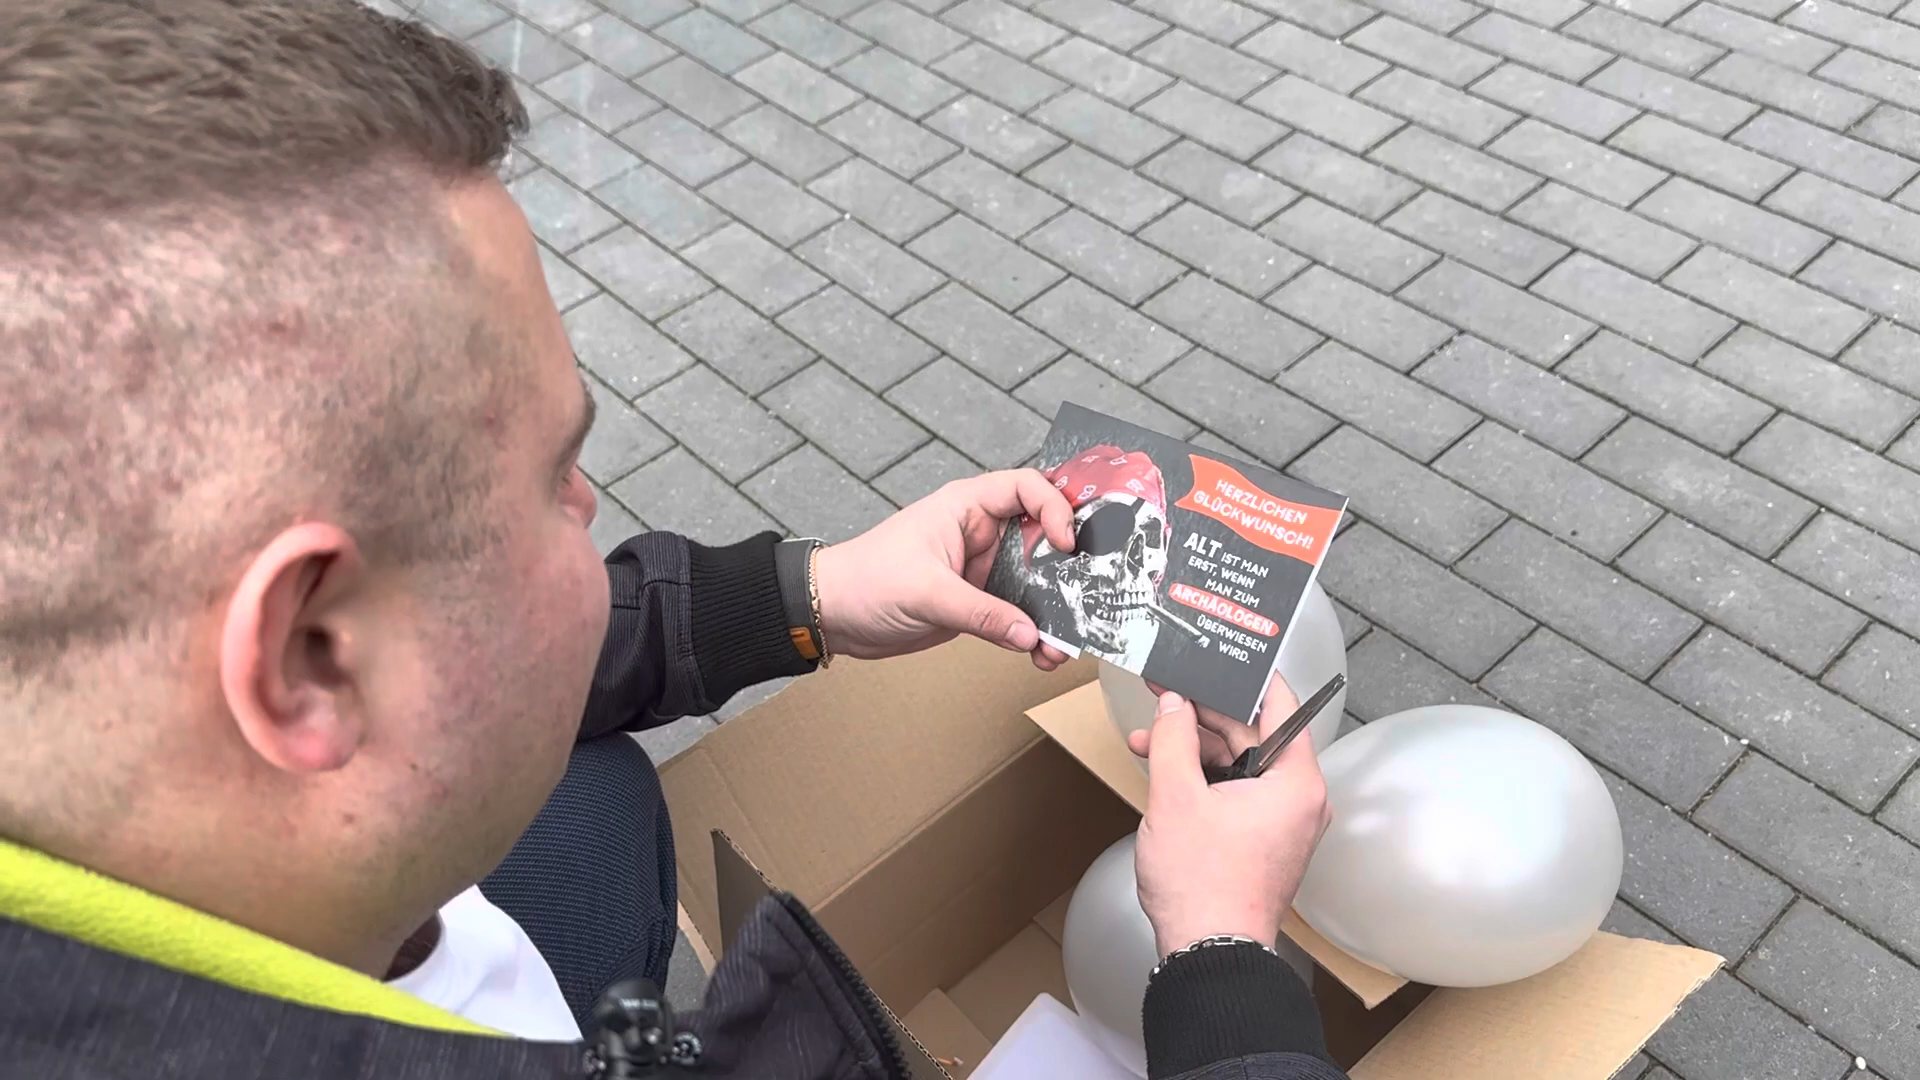 HERZLICHEN
GLÜCKWUNSCH!
ALT IST MAN
ERST, WENN
MAN ZUM
ARCHÄOLOGEN
ÜBERWIESEN
WIRD.